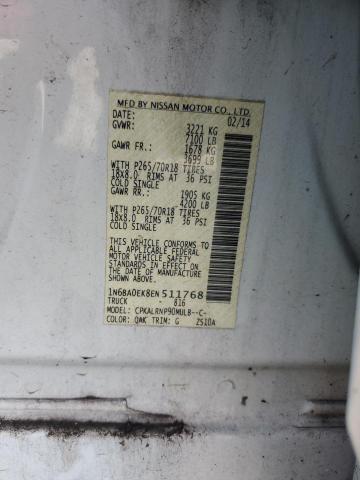 MFD BY NISSAN MOTOR CO., LTD.
DATE: 02/14
GVWR: 3221 KG
7100 LB
GAWR FR.: 1678 KG
3699 LB
WITH P265/70R18 TIRES
18X8.0 RIMS AT 36 PSI
COLD SINGLE
GAWR RR.: 1905 KG
4200 LB
WITH P265/70R18 TIRES
18X8.0 RIMS AT 36 PSI
COLD SINGLE
THIS VEHICLE CONFORMS TO
ALL APPLICABLE FEDERAL
MOTOR VEHICLE SAFETY
STANDARDS IN EFFECT ON
THE DATE OF MANUFACTURE
SHOWN ABOVE
1N6BA0EK8EN511768
TRUCK 816
MODEL: CPKALRNP90MULB--C-
COLOR: QAK TRIM: G 2S10A